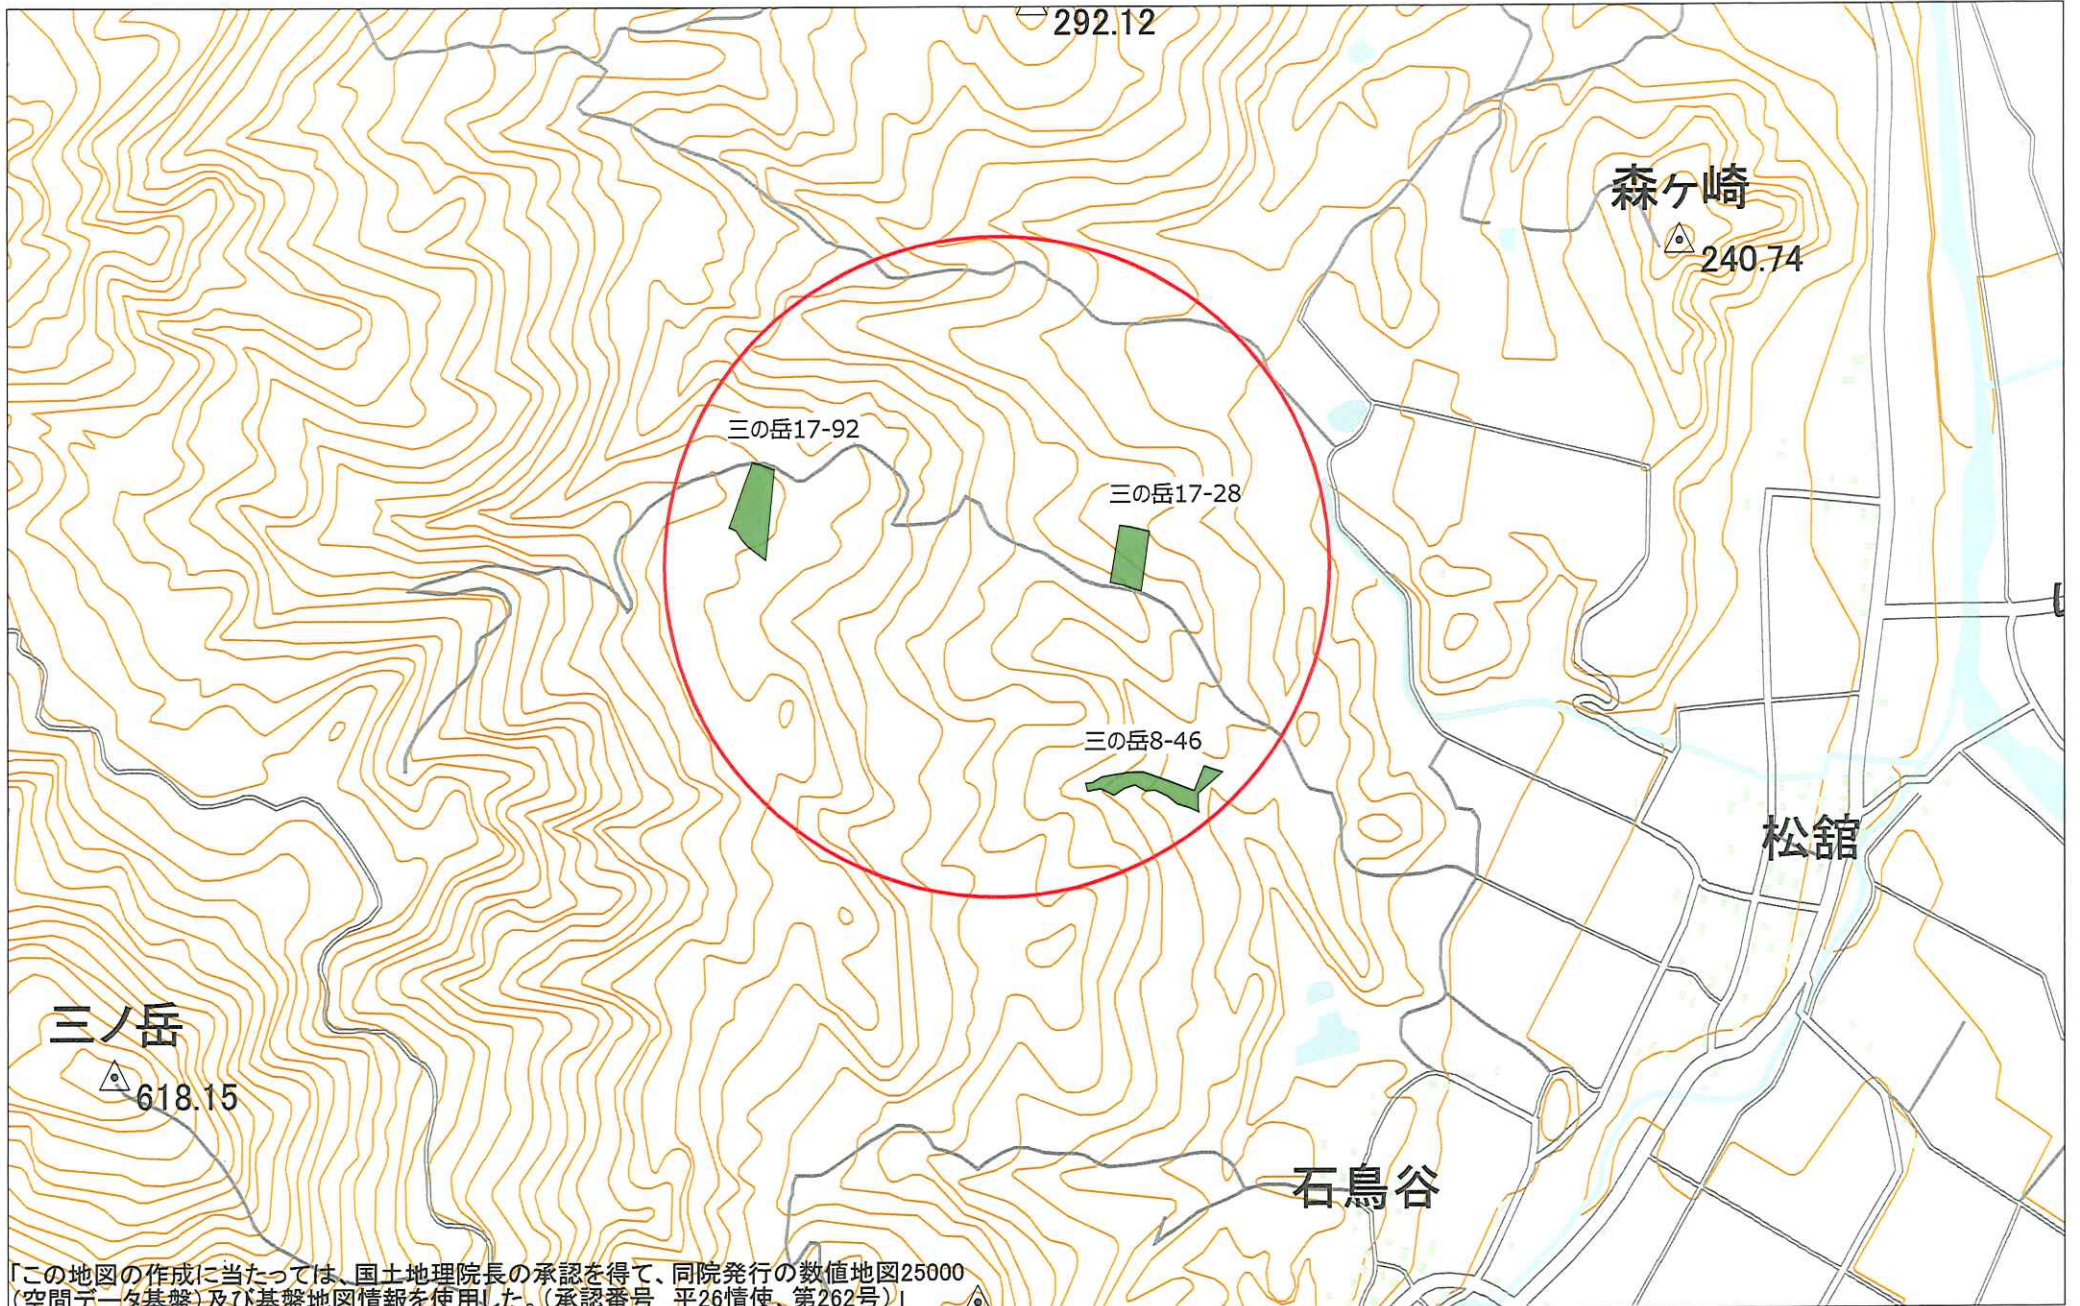 292.12
森ヶ崎
240.74
三の岳17-92
三の岳17-28
三の岳8-46
松舘
三ノ岳
618.15
石鳥谷
「この地図の作成に当たっては、国土地理院長の承認を得て、同院発行の数値地図25000
(空間データ基盤)及び基盤地図情報を使用した。(承認番号 平26情使、第262号)」